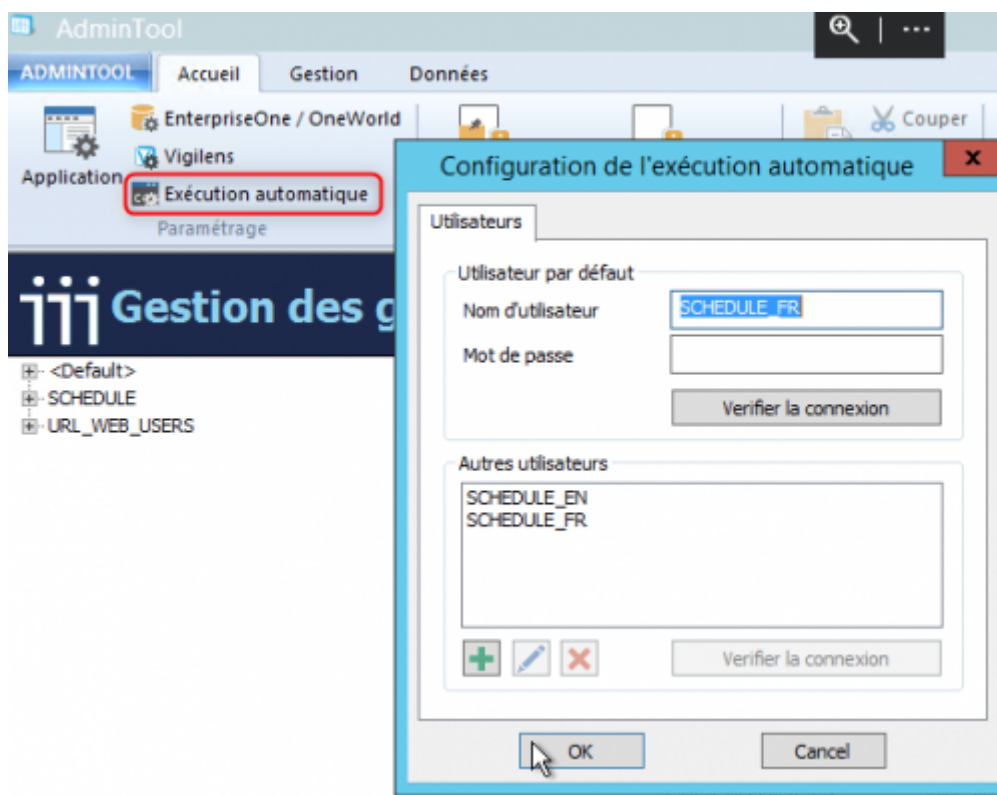 AdminTool
ADMINTOOL Accueil Gestion Données
EnterpriseOne / OneWorld
Couper
Vigilens
Application
Exécution automatique
Paramétrage
Configuration de l'exécution automatique
Utilisateurs
Utilisateur par défaut
Nom d'utilisateur SCHEDULE_FR
Mot de passe
Verifier la connexion
Autres utilisateurs
SCHEDULE_EN
SCHEDULE_FR
Verifier la connexion
OK Cancel
Gestion des g
<Default>
SCHEDULE
URL_WEB_USERS